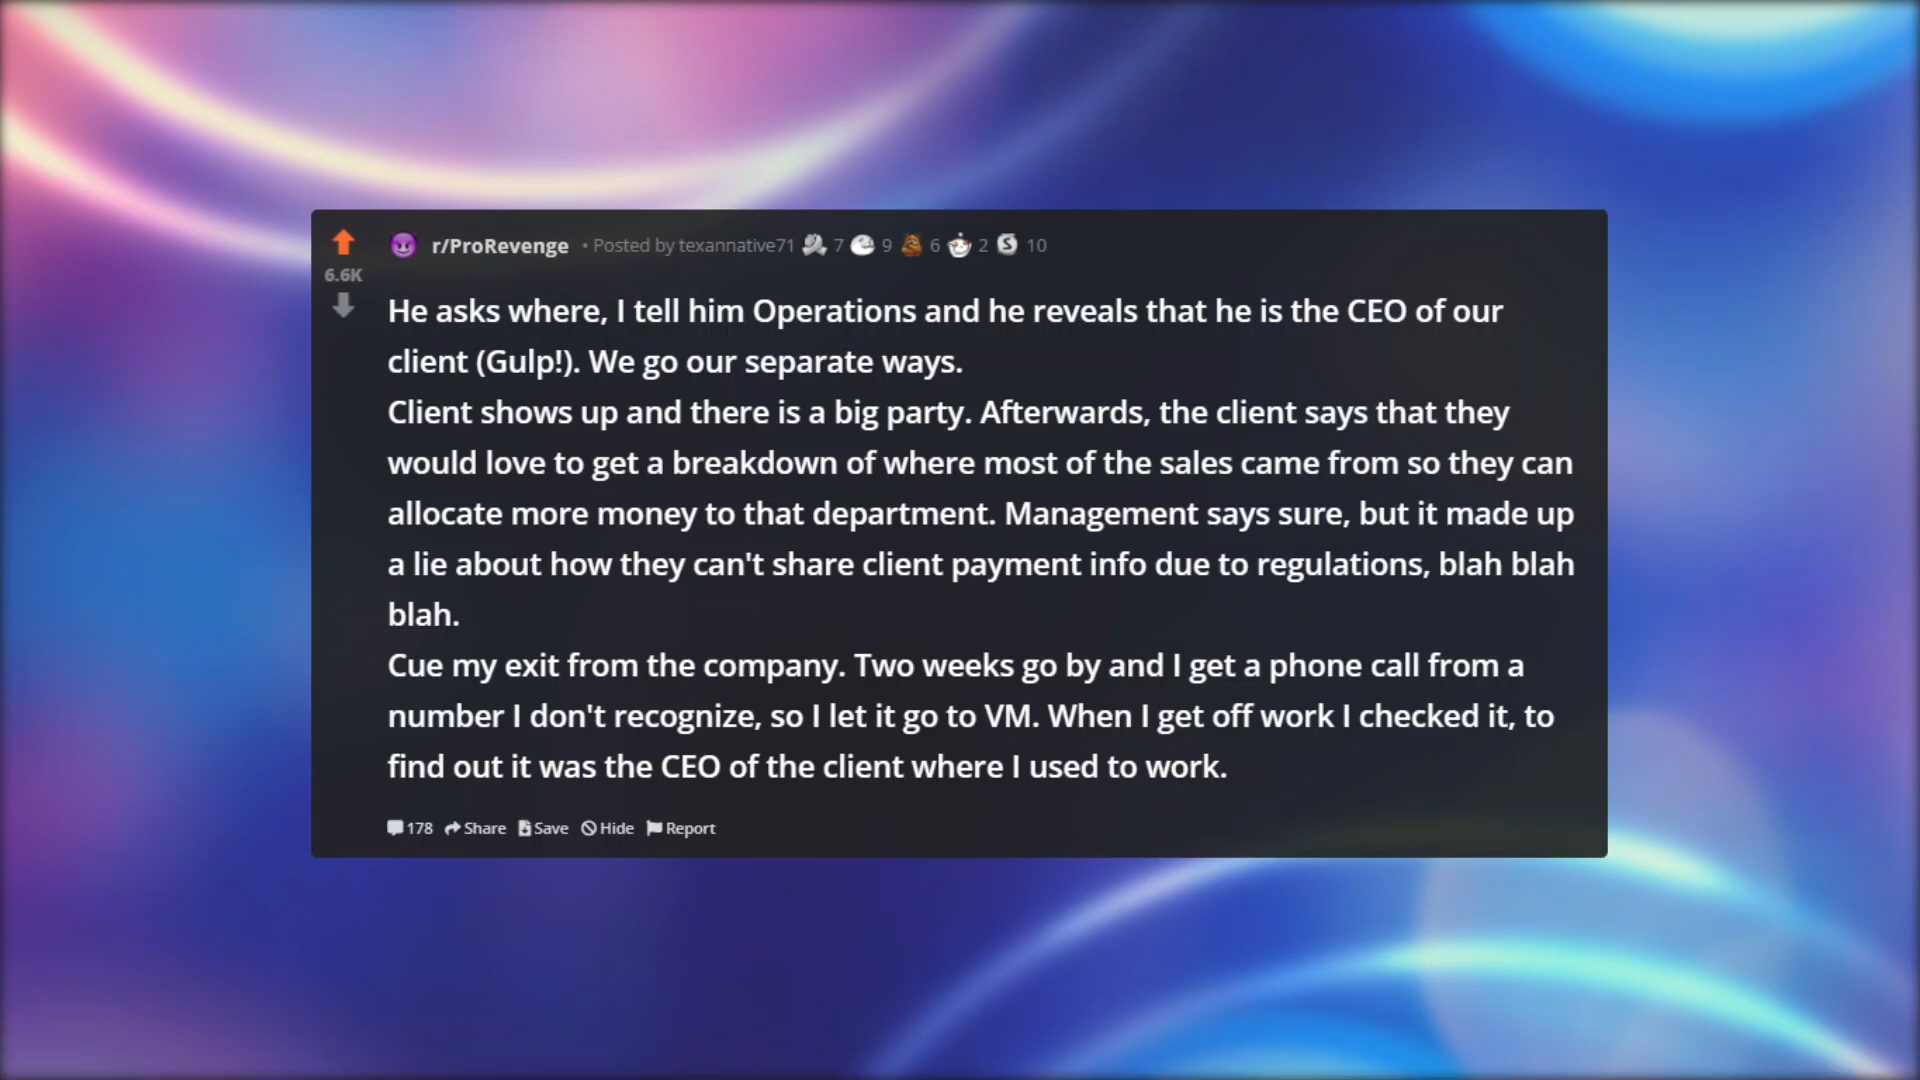 r/ProRevenge • Posted by texannative71 7 9 6 2 10
6.6K
He asks where, I tell him Operations and he reveals that he is the CEO of our
client (Gulp!). We go our separate ways.
Client shows up and there is a big party. Afterwards, the client says that they
would love to get a breakdown of where most of the sales came from so they can
allocate more money to that department. Management says sure, but it made up
a lie about how they can't share client payment info due to regulations, blah blah
blah.
Cue my exit from the company. Two weeks go by and I get a phone call from a
number I don't recognize, so I let it go to VM. When I get off work I checked it, to
find out it was the CEO of the client where I used to work.
178 Share Save Hide Report